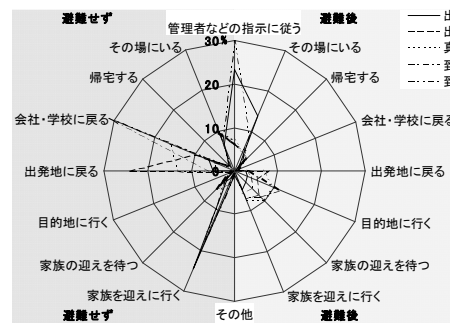 避難せず
避難後
管理者などの指示に従う
30%
20
10
0
その場にいる
その場にいる
帰宅する
帰宅する
会社・学校に戻る
会社・学校に戻る
出発地に戻る
出発地に戻る
目的地に行く
目的地に行く
家族の迎えを待つ
家族の迎えを待つ
家族を迎えに行く
家族を迎えに行く
その他
避難せず
避難後
出
出
真
到
到